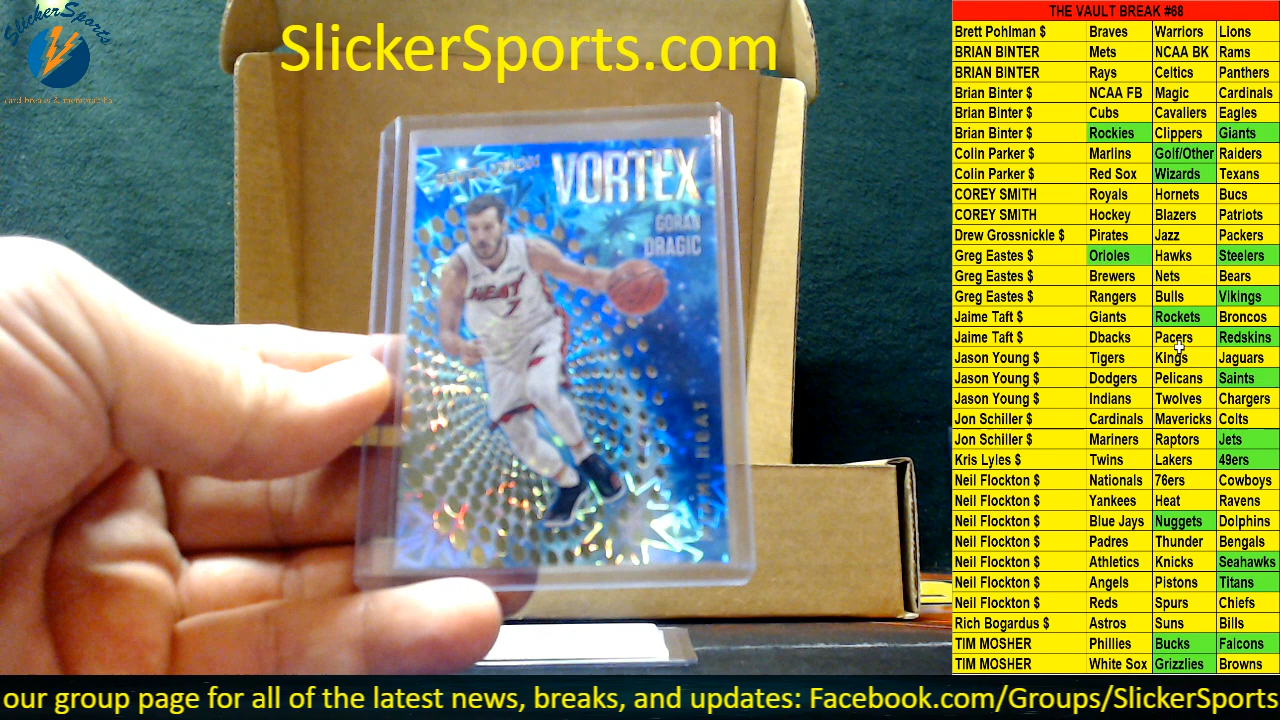 SlickerSports
card breaks & memorabilia
SlickerSports.com
VORTEX
GORAN
DRAGIC
HEAT
7
MIAMI HEAT
THE VAULT BREAK #68
Brett Pohlman $ Braves Warriors Lions
BRIAN BINTER Mets NCAA BK Rams
BRIAN BINTER Rays Celtics Panthers
Brian Binter $ NCAA FB Magic Cardinals
Brian Binter $ Cubs Cavaliers Eagles
Brian Binter $ Rockies Clippers Giants
Colin Parker $ Marlins Golf/Other Raiders
Colin Parker $ Red Sox Wizards Texans
COREY SMITH Royals Hornets Bucs
COREY SMITH Hockey Blazers Patriots
Drew Grossnickle $ Pirates Jazz Packers
Greg Eastes $ Orioles Hawks Steelers
Greg Eastes $ Brewers Nets Bears
Greg Eastes $ Rangers Bulls Vikings
Jaime Taft $ Giants Rockets Broncos
Jaime Taft $ Dbacks Pacers Redskins
Jason Young $ Tigers Kings Jaguars
Jason Young $ Dodgers Pelicans Saints
Jason Young $ Indians Twolves Chargers
Jon Schiller $ Cardinals Mavericks Colts
Jon Schiller $ Mariners Raptors Jets
Kris Lyles $ Twins Lakers 49ers
Neil Flockton $ Nationals 76ers Cowboys
Neil Flockton $ Yankees Heat Ravens
Neil Flockton $ Blue Jays Nuggets Dolphins
Neil Flockton $ Padres Thunder Bengals
Neil Flockton $ Athletics Knicks Seahawks
Neil Flockton $ Angels Pistons Titans
Neil Flockton $ Reds Spurs Chiefs
Rich Bogardus $ Astros Suns Bills
TIM MOSHER Phillies Bucks Falcons
TIM MOSHER White Sox Grizzlies Browns
our group page for all of the latest news, breaks, and updates: Facebook.com/Groups/SlickerSports